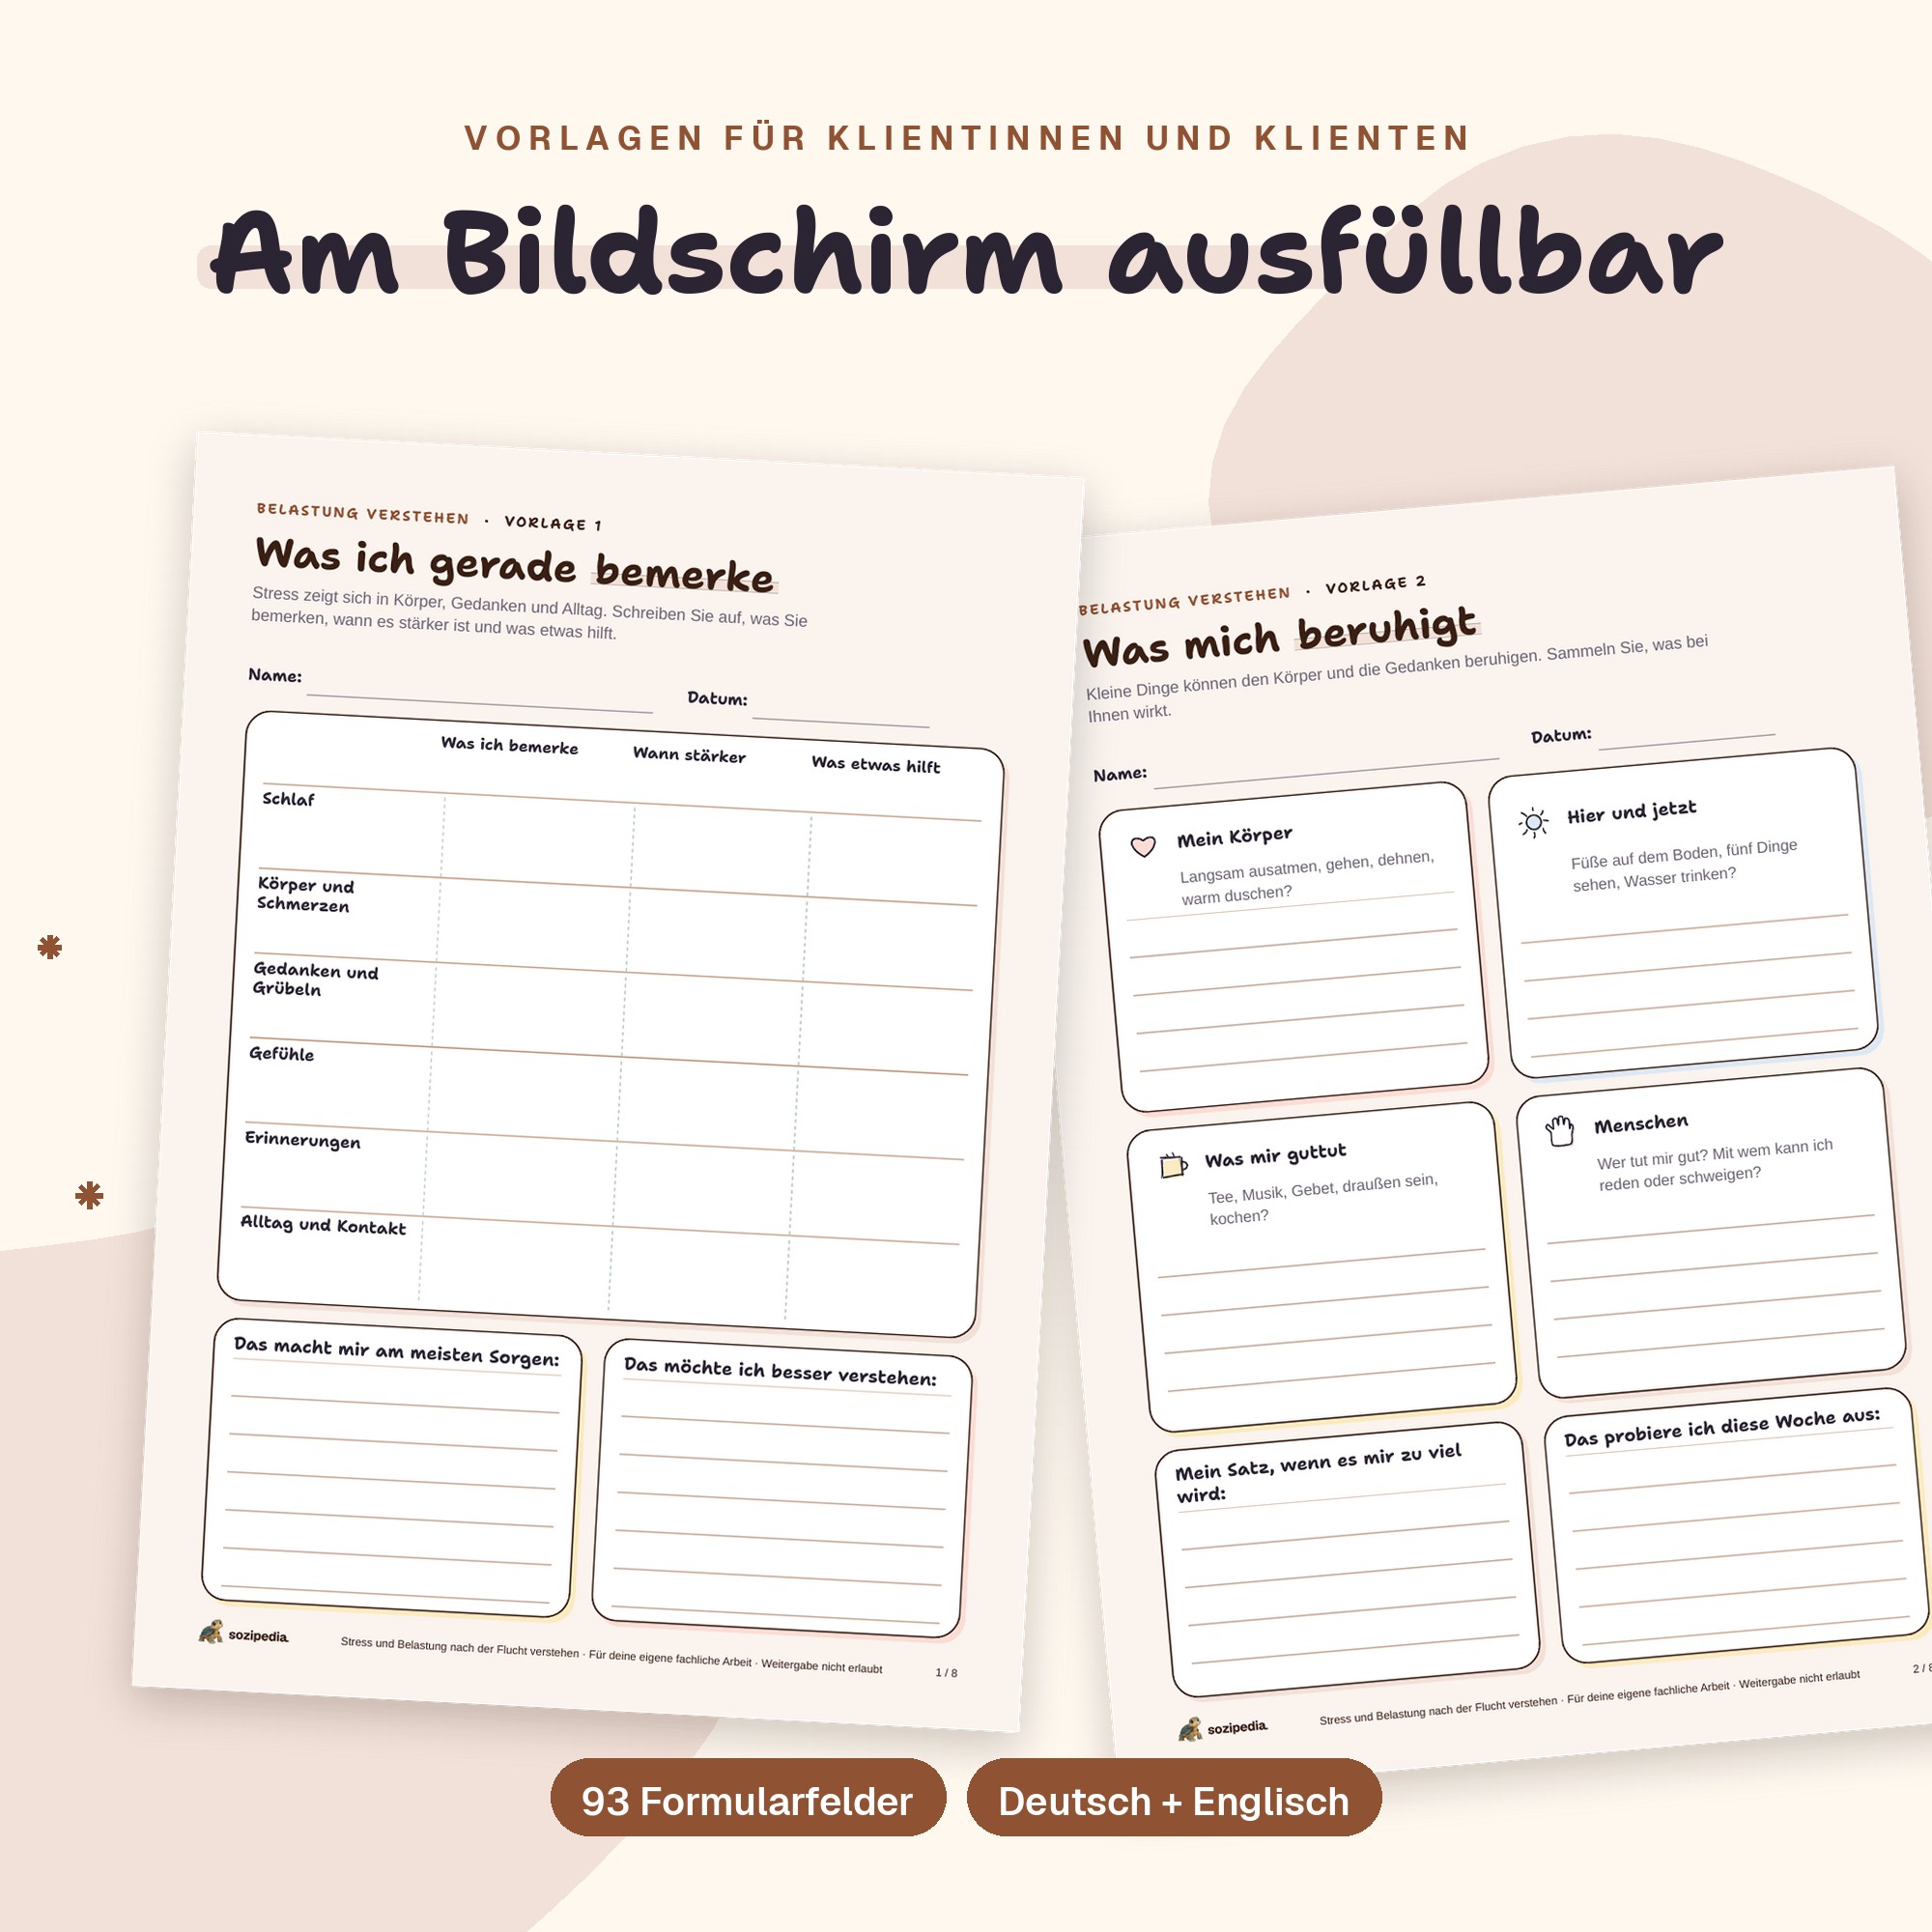 VORLAGEN FÜR KLIENTINNEN UND KLIENTEN
Am Bildschirm ausfüllbar
BELASTUNG VERSTEHEN · VORLAGE 1
Was ich gerade bemerke
Stress zeigt sich in Körper, Gedanken und Alltag. Schreiben Sie auf, was Sie
bemerken, wann es stärker ist und was etwas hilft.
Name:
Datum:
Was ich bemerke
Wann stärker
Was etwas hilft
Schlaf
Körper und
Schmerzen
Gedanken und
Grübeln
Gefühle
Erinnerungen
Alltag und Kontakt
Das macht mir am meisten Sorgen:
Das möchte ich besser verstehen:
sozipedia.
Stress und Belastung nach der Flucht verstehen · Für deine eigene fachliche Arbeit · Weitergabe nicht erlaubt
1 / 8
BELASTUNG VERSTEHEN · VORLAGE 2
Was mich beruhigt
Kleine Dinge können den Körper und die Gedanken beruhigen. Sammeln Sie, was bei
Ihnen wirkt.
Name:
Datum:
Mein Körper
Langsam ausatmen, gehen, dehnen,
warm duschen?
Hier und jetzt
Füße auf dem Boden, fünf Dinge
sehen, Wasser trinken?
Was mir guttut
Tee, Musik, Gebet, draußen sein,
kochen?
Menschen
Wer tut mir gut? Mit wem kann ich
reden oder schweigen?
Mein Satz, wenn es mir zu viel
wird:
Das probiere ich diese Woche aus:
sozipedia.
Stress und Belastung nach der Flucht verstehen · Für deine eigene fachliche Arbeit · Weitergabe nicht erlaubt
2 / 8
93 Formularfelder
Deutsch + Englisch